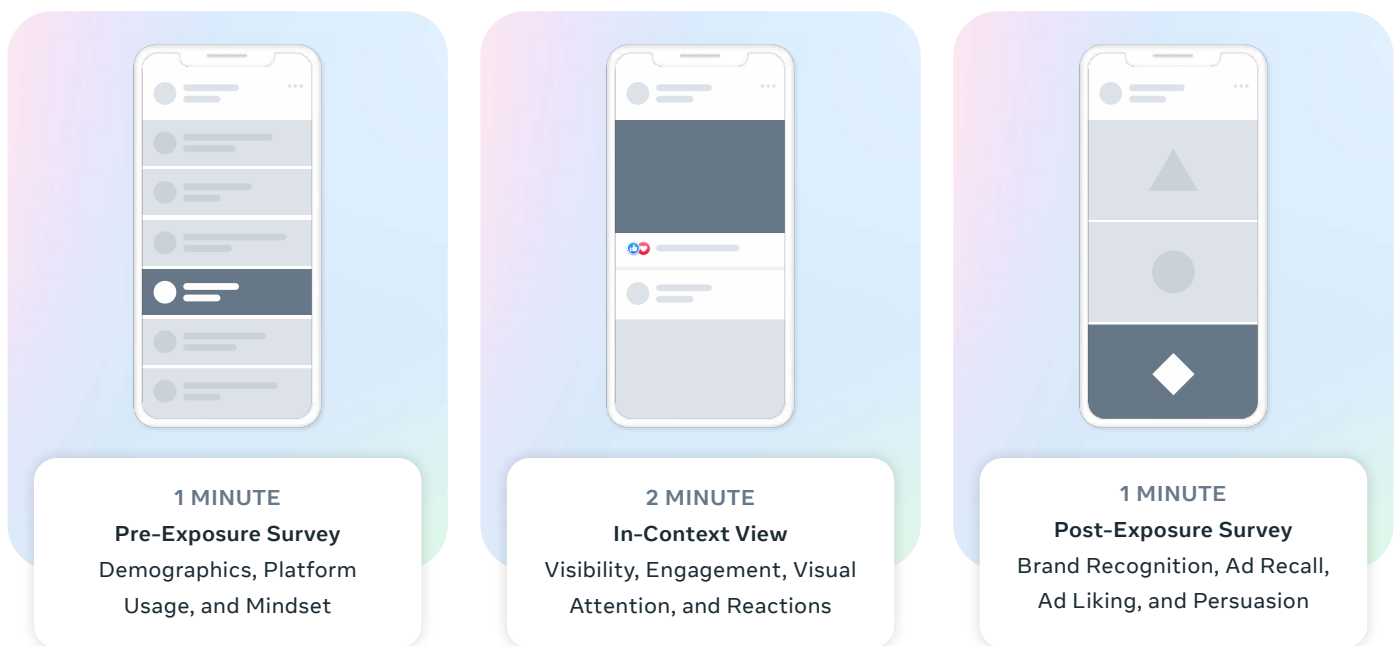 1 MINUTE
Pre-Exposure Survey
Demographics, Platform
Usage, and Mindset
2 MINUTE
In-Context View
Visibility, Engagement, Visual
Attention, and Reactions
1 MINUTE
Post-Exposure Survey
Brand Recognition, Ad Recall,
Ad Liking, and Persuasion